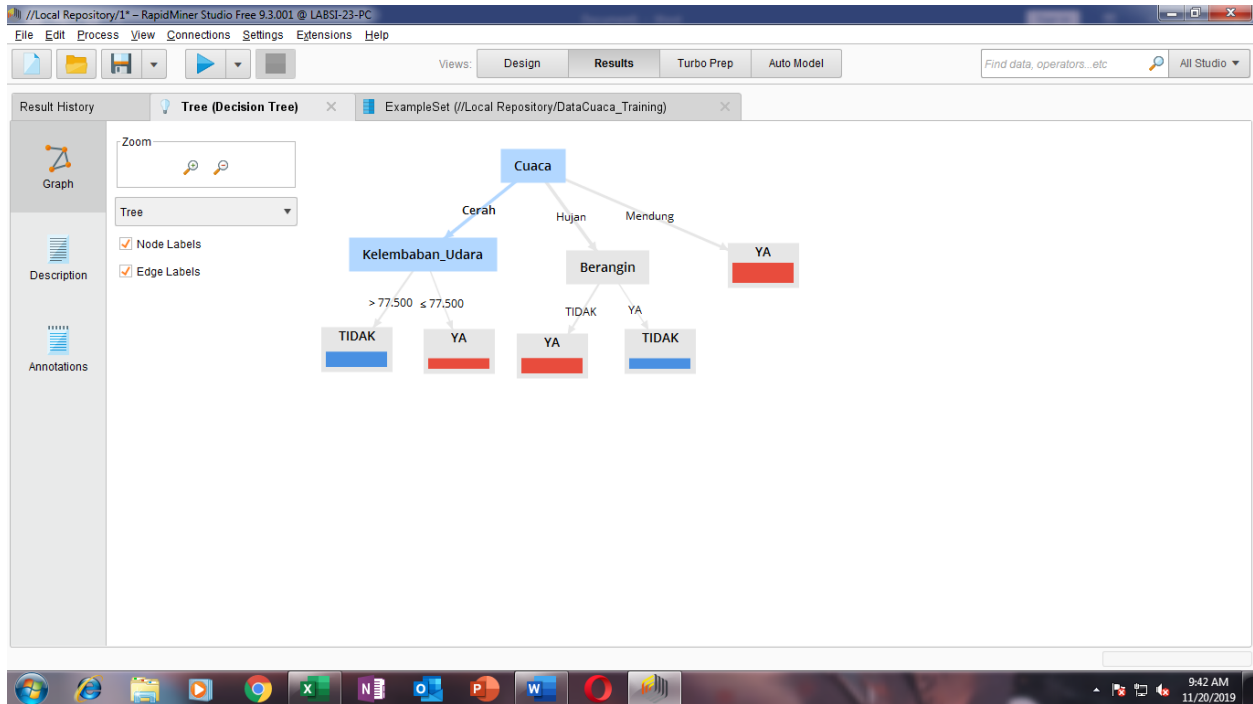 //Local Repository/1* – RapidMiner Studio Free 9.3.001 @ LABSI-23-PC
File Edit Process View Connections Settings Extensions Help
Views: Design Results Turbo Prep Auto Model Find data, operators...etc All Studio
Result History Tree (Decision Tree) ExampleSet (//Local Repository/DataCuaca_Training)
Graph
Description
Annotations
Zoom
Tree
Node Labels
Edge Labels
Cuaca
Cerah Hujan Mendung
Kelembaban_Udara Berangin YA
> 77.500 ≤ 77.500 TIDAK YA
TIDAK YA YA TIDAK
9:42 AM
11/20/2019